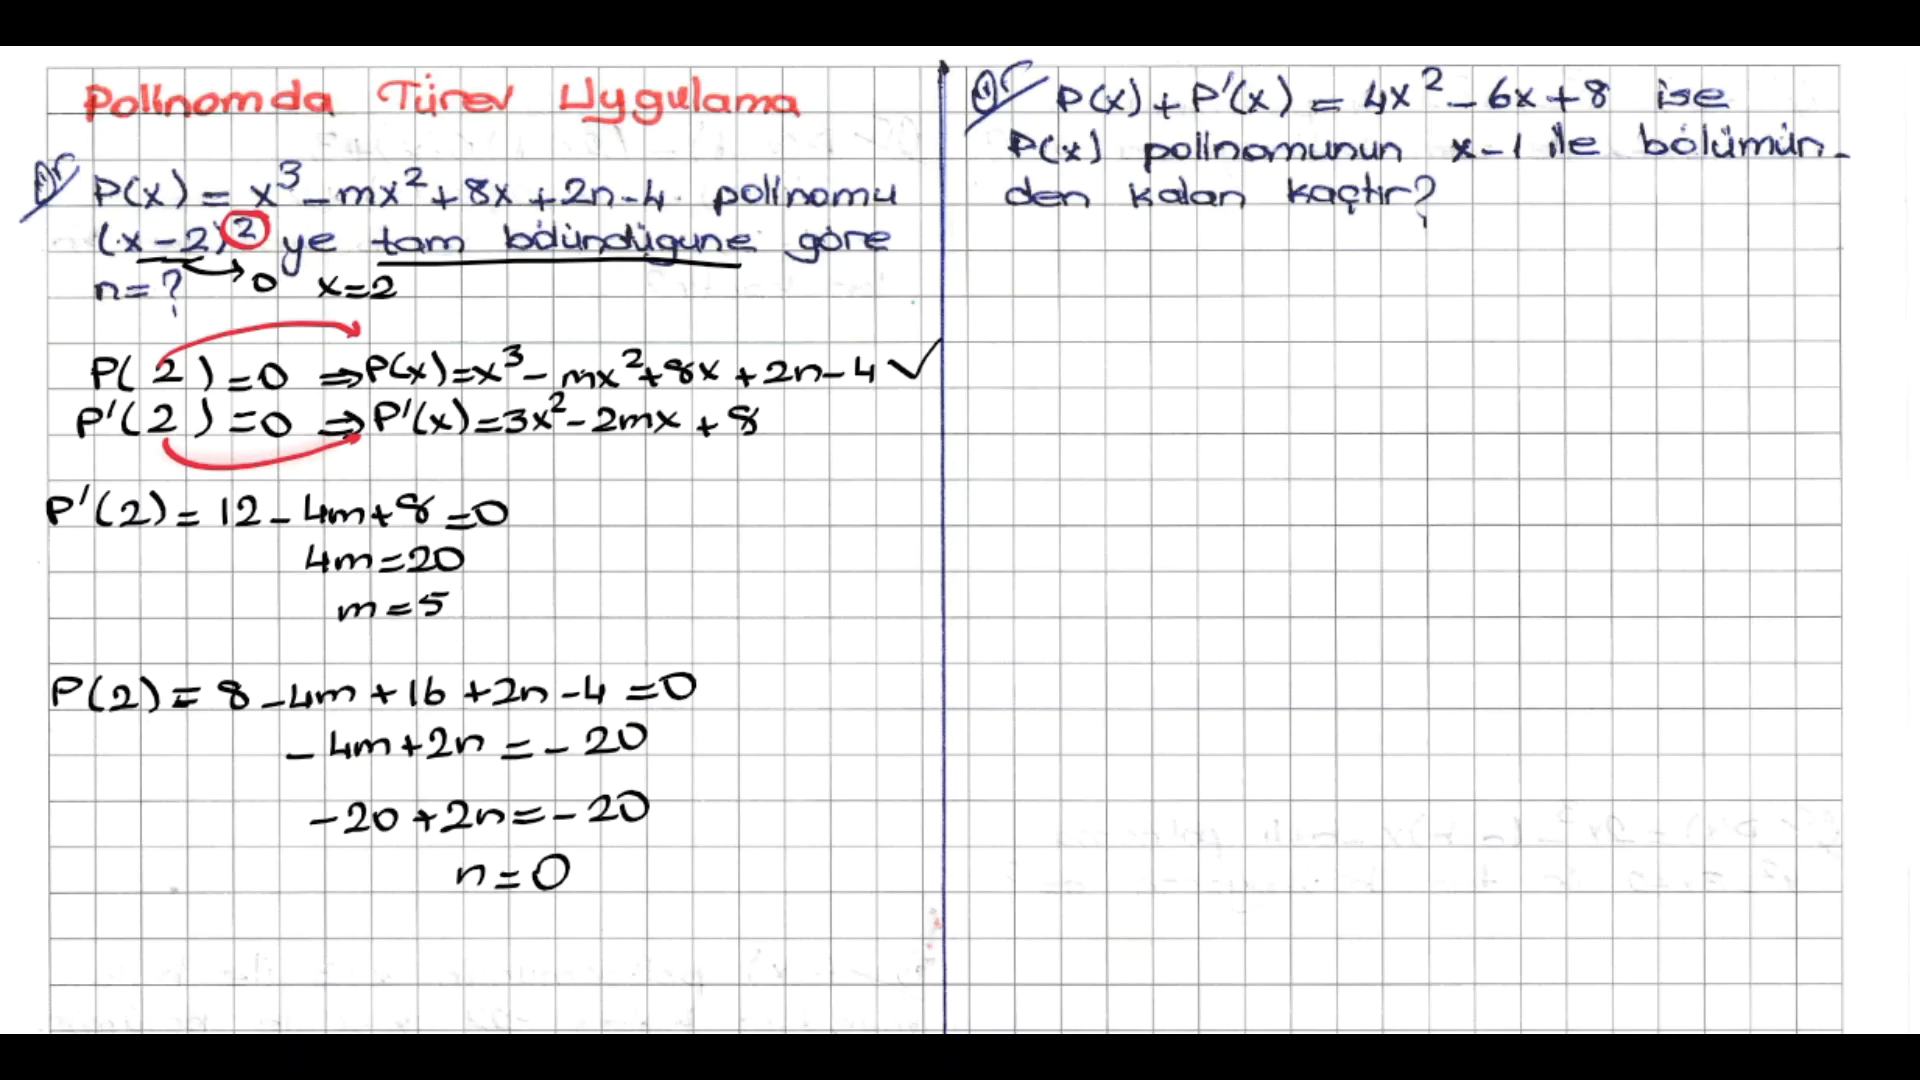 Polinomda Türev Uygulama
Ör P(x) = x³ - mx² + 8x + 2n - 4 polinomu
(x-2)² ye tam bölündügüne göre
n = ?
→ 0 x=2
P(2) = 0 ⇒ P(x) = x³ - mx² + 8x + 2n - 4 ✓
P'(2) = 0 ⇒ P'(x) = 3x² - 2mx + 8
P'(2) = 12 - 4m + 8 = 0
4m = 20
m = 5
P(2) = 8 - 4m + 16 + 2n - 4 = 0
- 4m + 2n = - 20
- 20 + 2n = - 20
n = 0
Ör P(x) + P'(x) = 4x² - 6x + 8 ise
P(x) polinomunun x-1 ile bölümün-
den kalan kaçtır?